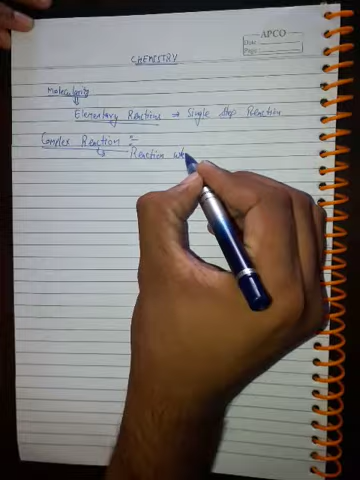 CHEMISTRY
APCO
Date
Page
Molecularity
Elementary Reactions → Single step Reaction
Complex Reaction :-
Reaction wh